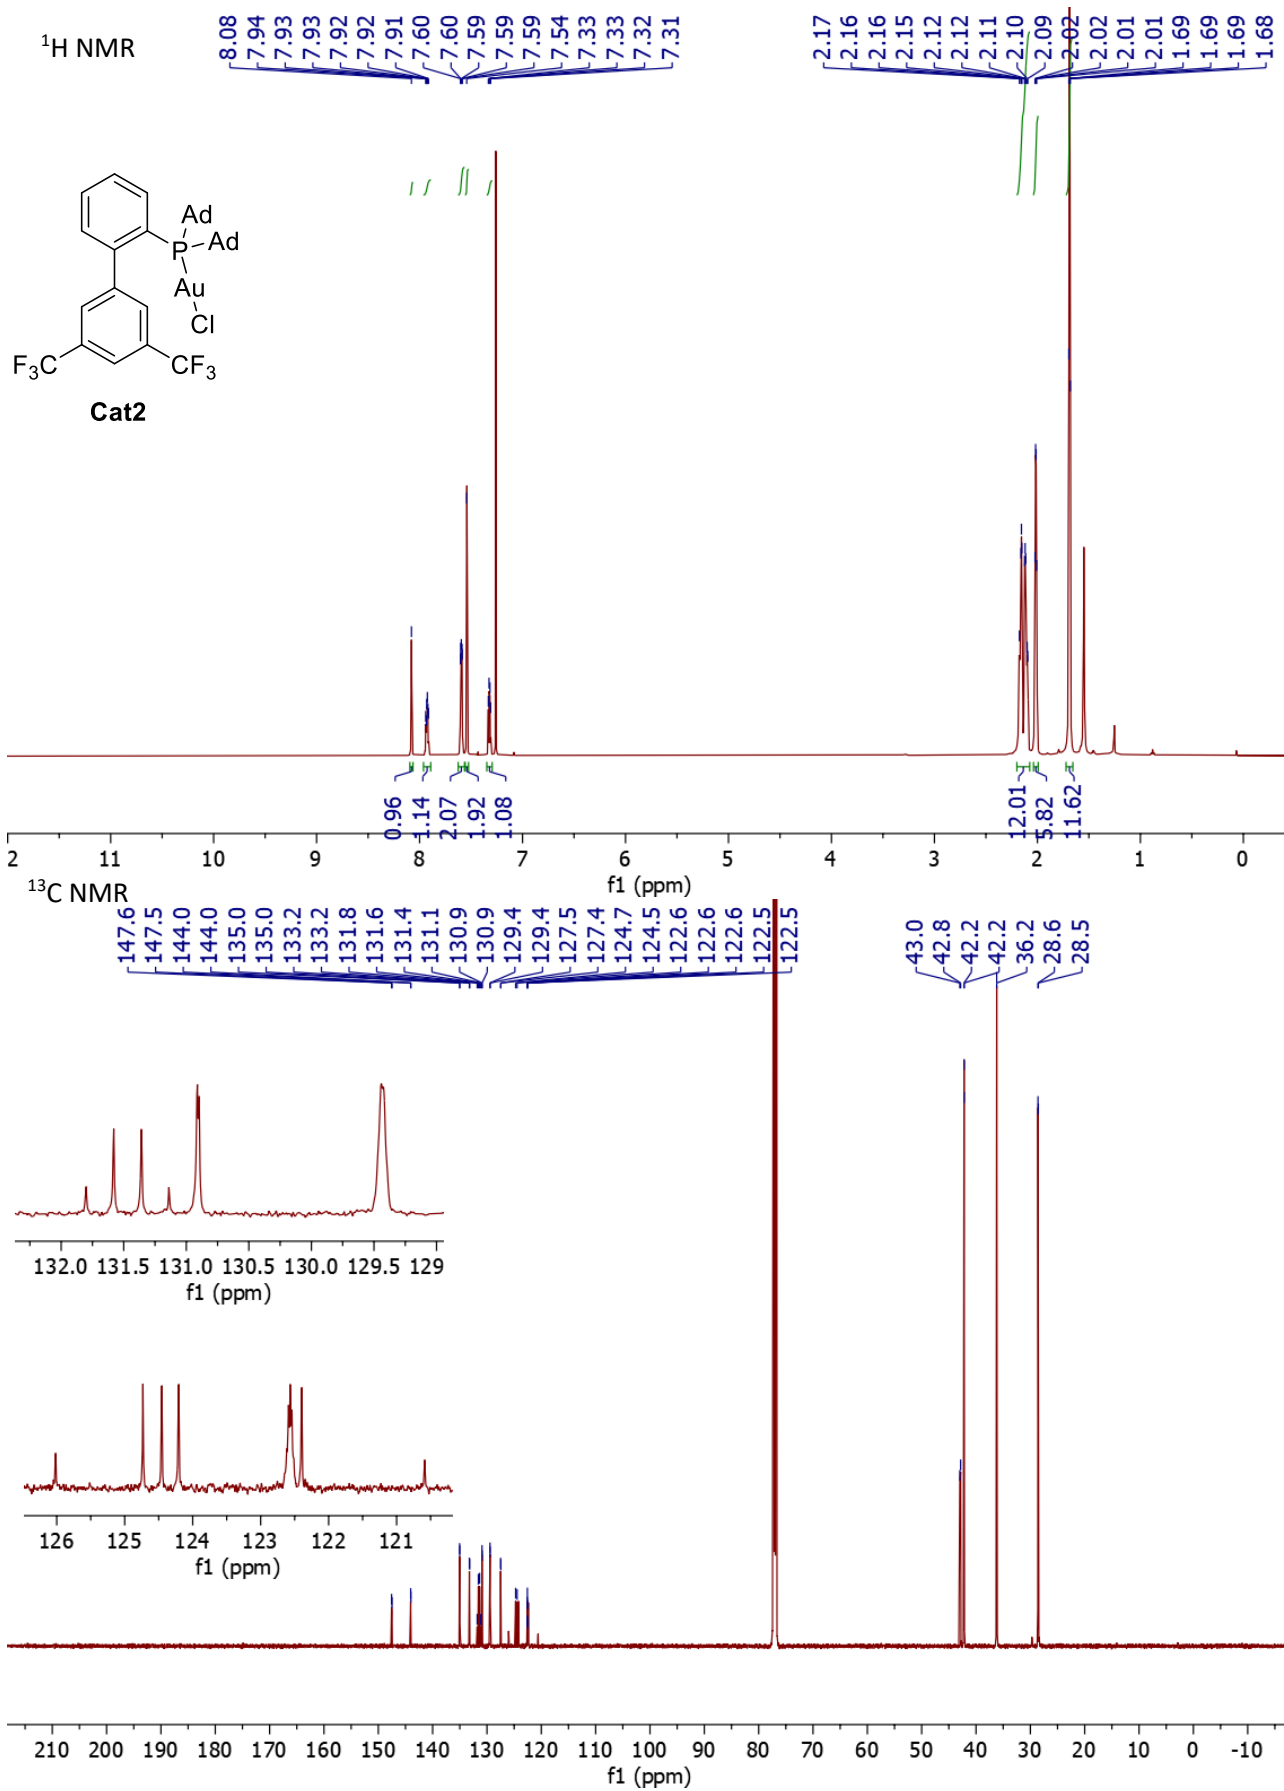 ¹H NMR
8.08 7.94 7.93 7.93 7.92 7.92 7.91 7.60 7.60 7.59 7.59 7.59 7.54 7.33 7.33 7.32 7.31
2.17 2.16 2.16 2.15 2.12 2.12 2.11 2.10 2.09 2.02 2.02 2.01 2.01 1.69 1.69 1.69 1.68
Ad
P Ad
Au
Cl
F₃C CF₃
Cat2
0.96 1.14 2.07 1.92 1.08 12.01 5.82 11.62
2 11 10 9 8 7 6 5 4 3 2 1 0
f1 (ppm)
¹³C NMR
147.6 147.5 144.0 144.0 135.0 135.0 133.2 133.2 131.8 131.6 131.4 131.1 130.9 130.9 129.4 129.4 127.5 127.4 124.7 124.5 122.6 122.6 122.6 122.5 122.5
43.0 42.8 42.2 42.2 36.2 28.6 28.5
132.0 131.5 131.0 130.5 130.0 129.5 129
f1 (ppm)
126 125 124 123 122 121
f1 (ppm)
210 200 190 180 170 160 150 140 130 120 110 100 90 80 70 60 50 40 30 20 10 0 -10
f1 (ppm)